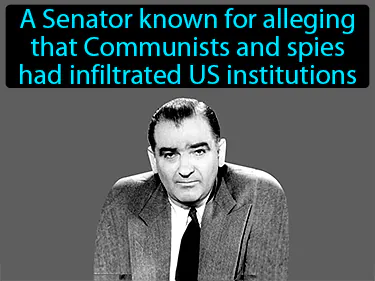 A Senator known for alleging
that Communists and spies
had infiltrated US institutions